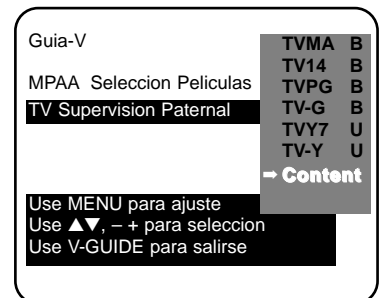 Guia-V
MPAA Seleccion Peliculas
TV Supervision Paternal
TVMA B
TV14 B
TVPG B
TV-G B
TVY7 U
TV-Y U
➡ Content
Use MENU para ajuste
Use ▲▼, – + para seleccion
Use V-GUIDE para salirse